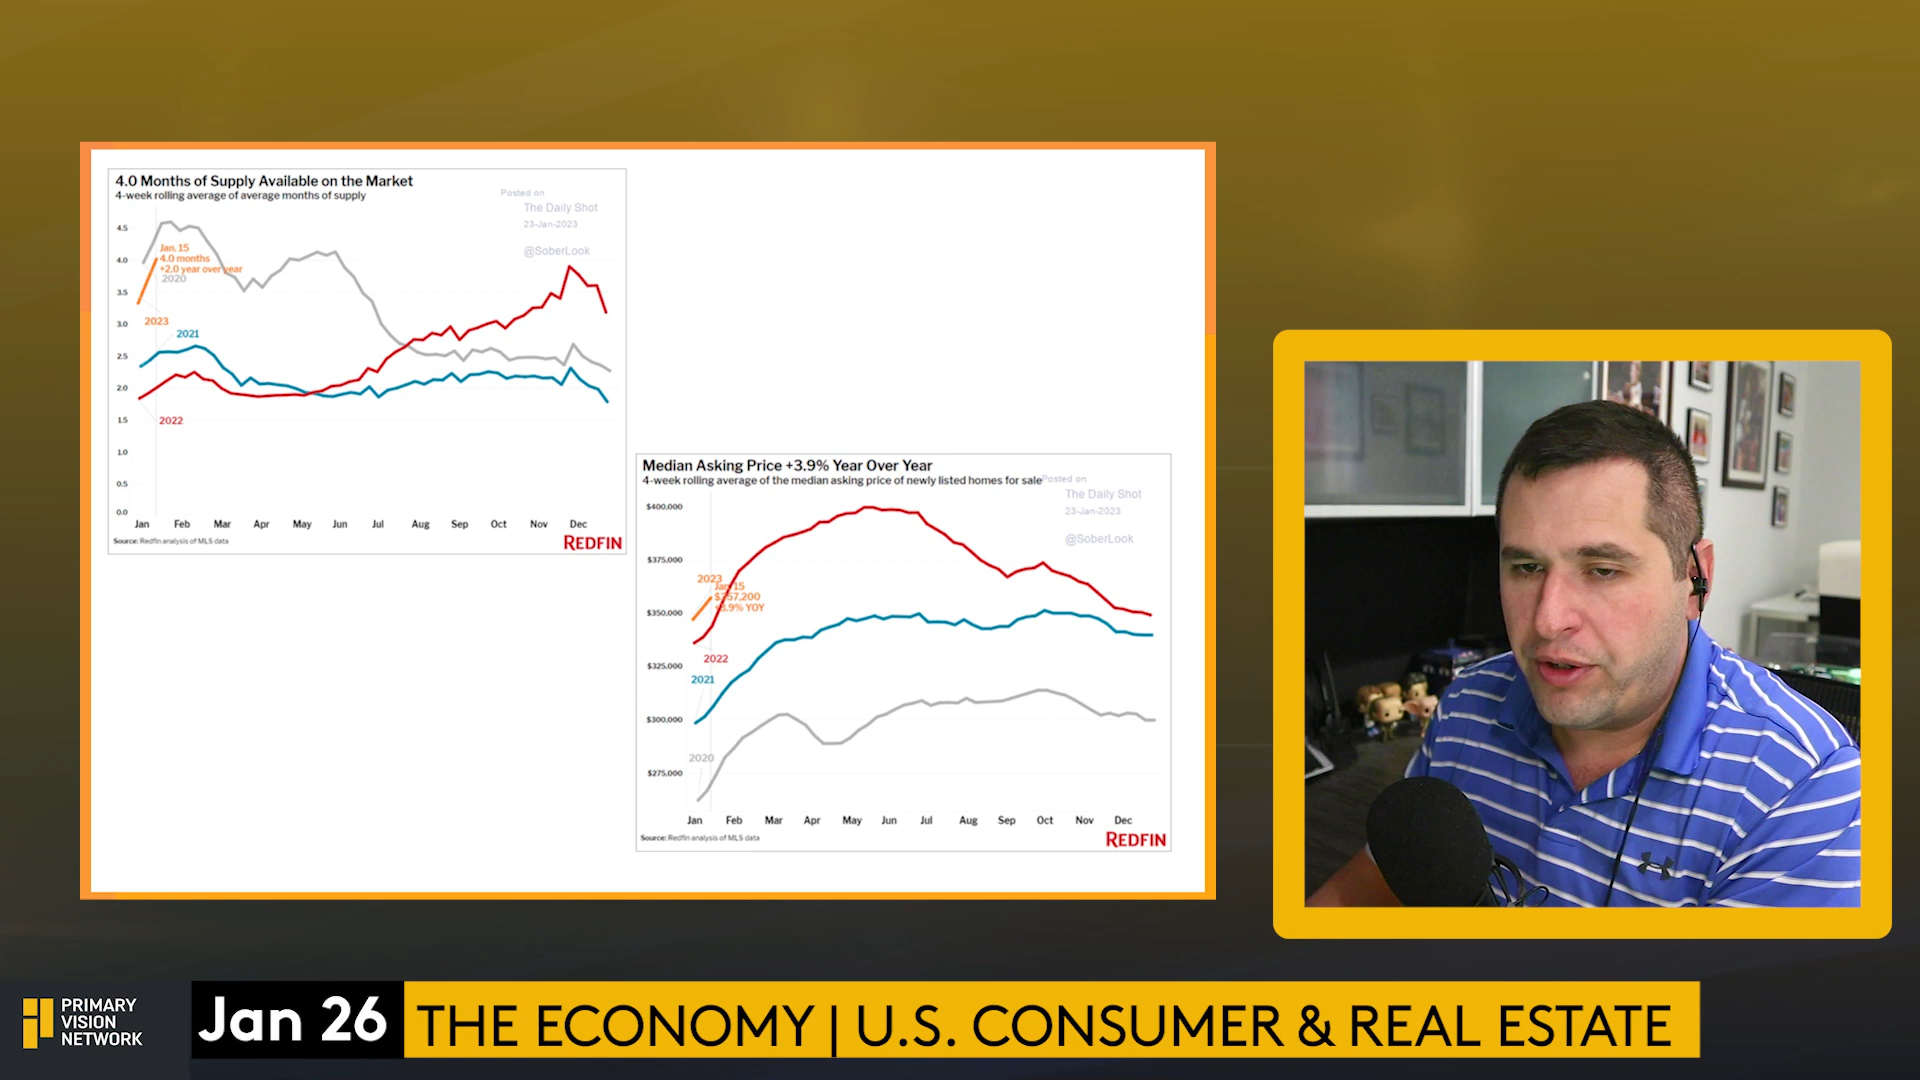 4.0 Months of Supply Available on the Market
4-week rolling average of average months of supply
Posted on
The Daily Shot
23-Jan-2023
@SoberLook
4.5
4.0
3.5
3.0
2.5
2.0
1.5
1.0
0.5
0.0
Jan. 15
4.0 months
+2.0 year over year
2020
2023
2021
2022
Jan Feb Mar Apr May Jun Jul Aug Sep Oct Nov Dec
Source: Redfin analysis of MLS data
REDFIN
Median Asking Price +3.9% Year Over Year
4-week rolling average of the median asking price of newly listed homes for sale
Posted on
The Daily Shot
23-Jan-2023
@SoberLook
$400,000
$375,000
$350,000
$325,000
$300,000
$275,000
2023
Jan 15
$357,200
+3.9% YOY
2022
2021
2020
Jan Feb Mar Apr May Jun Jul Aug Sep Oct Nov Dec
Source: Redfin analysis of MLS data
REDFIN
PRIMARY
VISION
NETWORK
Jan 26
THE ECONOMY | U.S. CONSUMER & REAL ESTATE